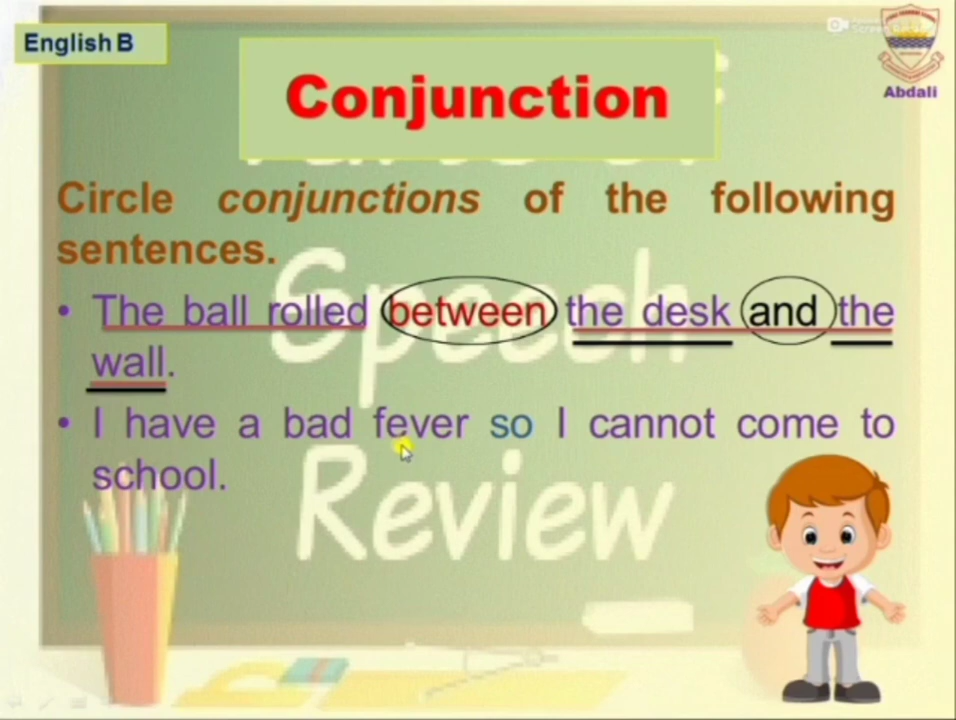 English B
Conjunction
Abdali
Circle conjunctions of the following
sentences.
• The ball rolled between the desk and the
wall.
• I have a bad fever so I cannot come to
school.
Speech
Review